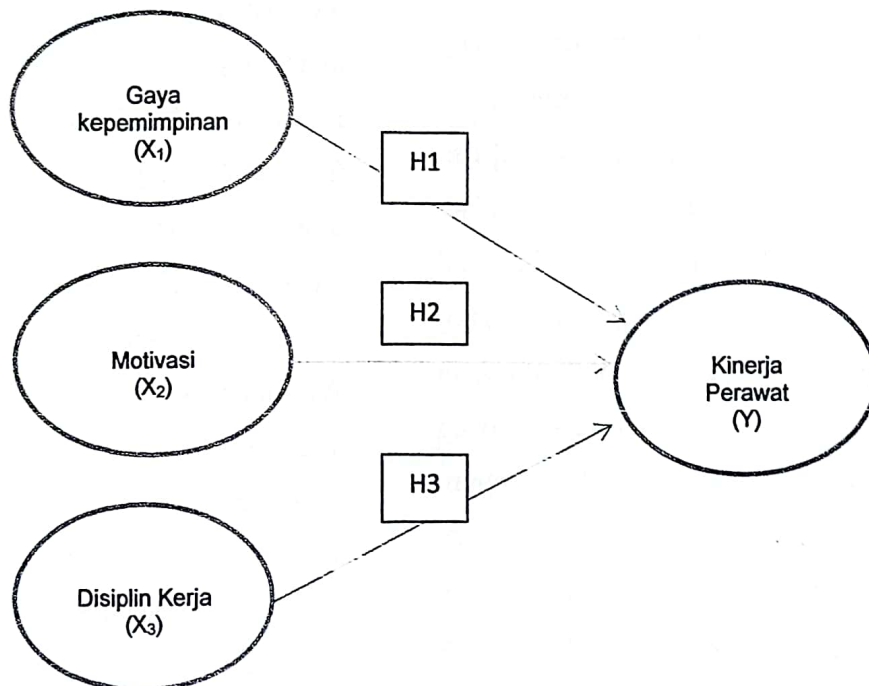 Gaya
kepemimpinan
(X₁)
H1
H2
Motivasi
(X₂)
Kinerja
Perawat
(Y)
H3
Disiplin Kerja
(X₃)